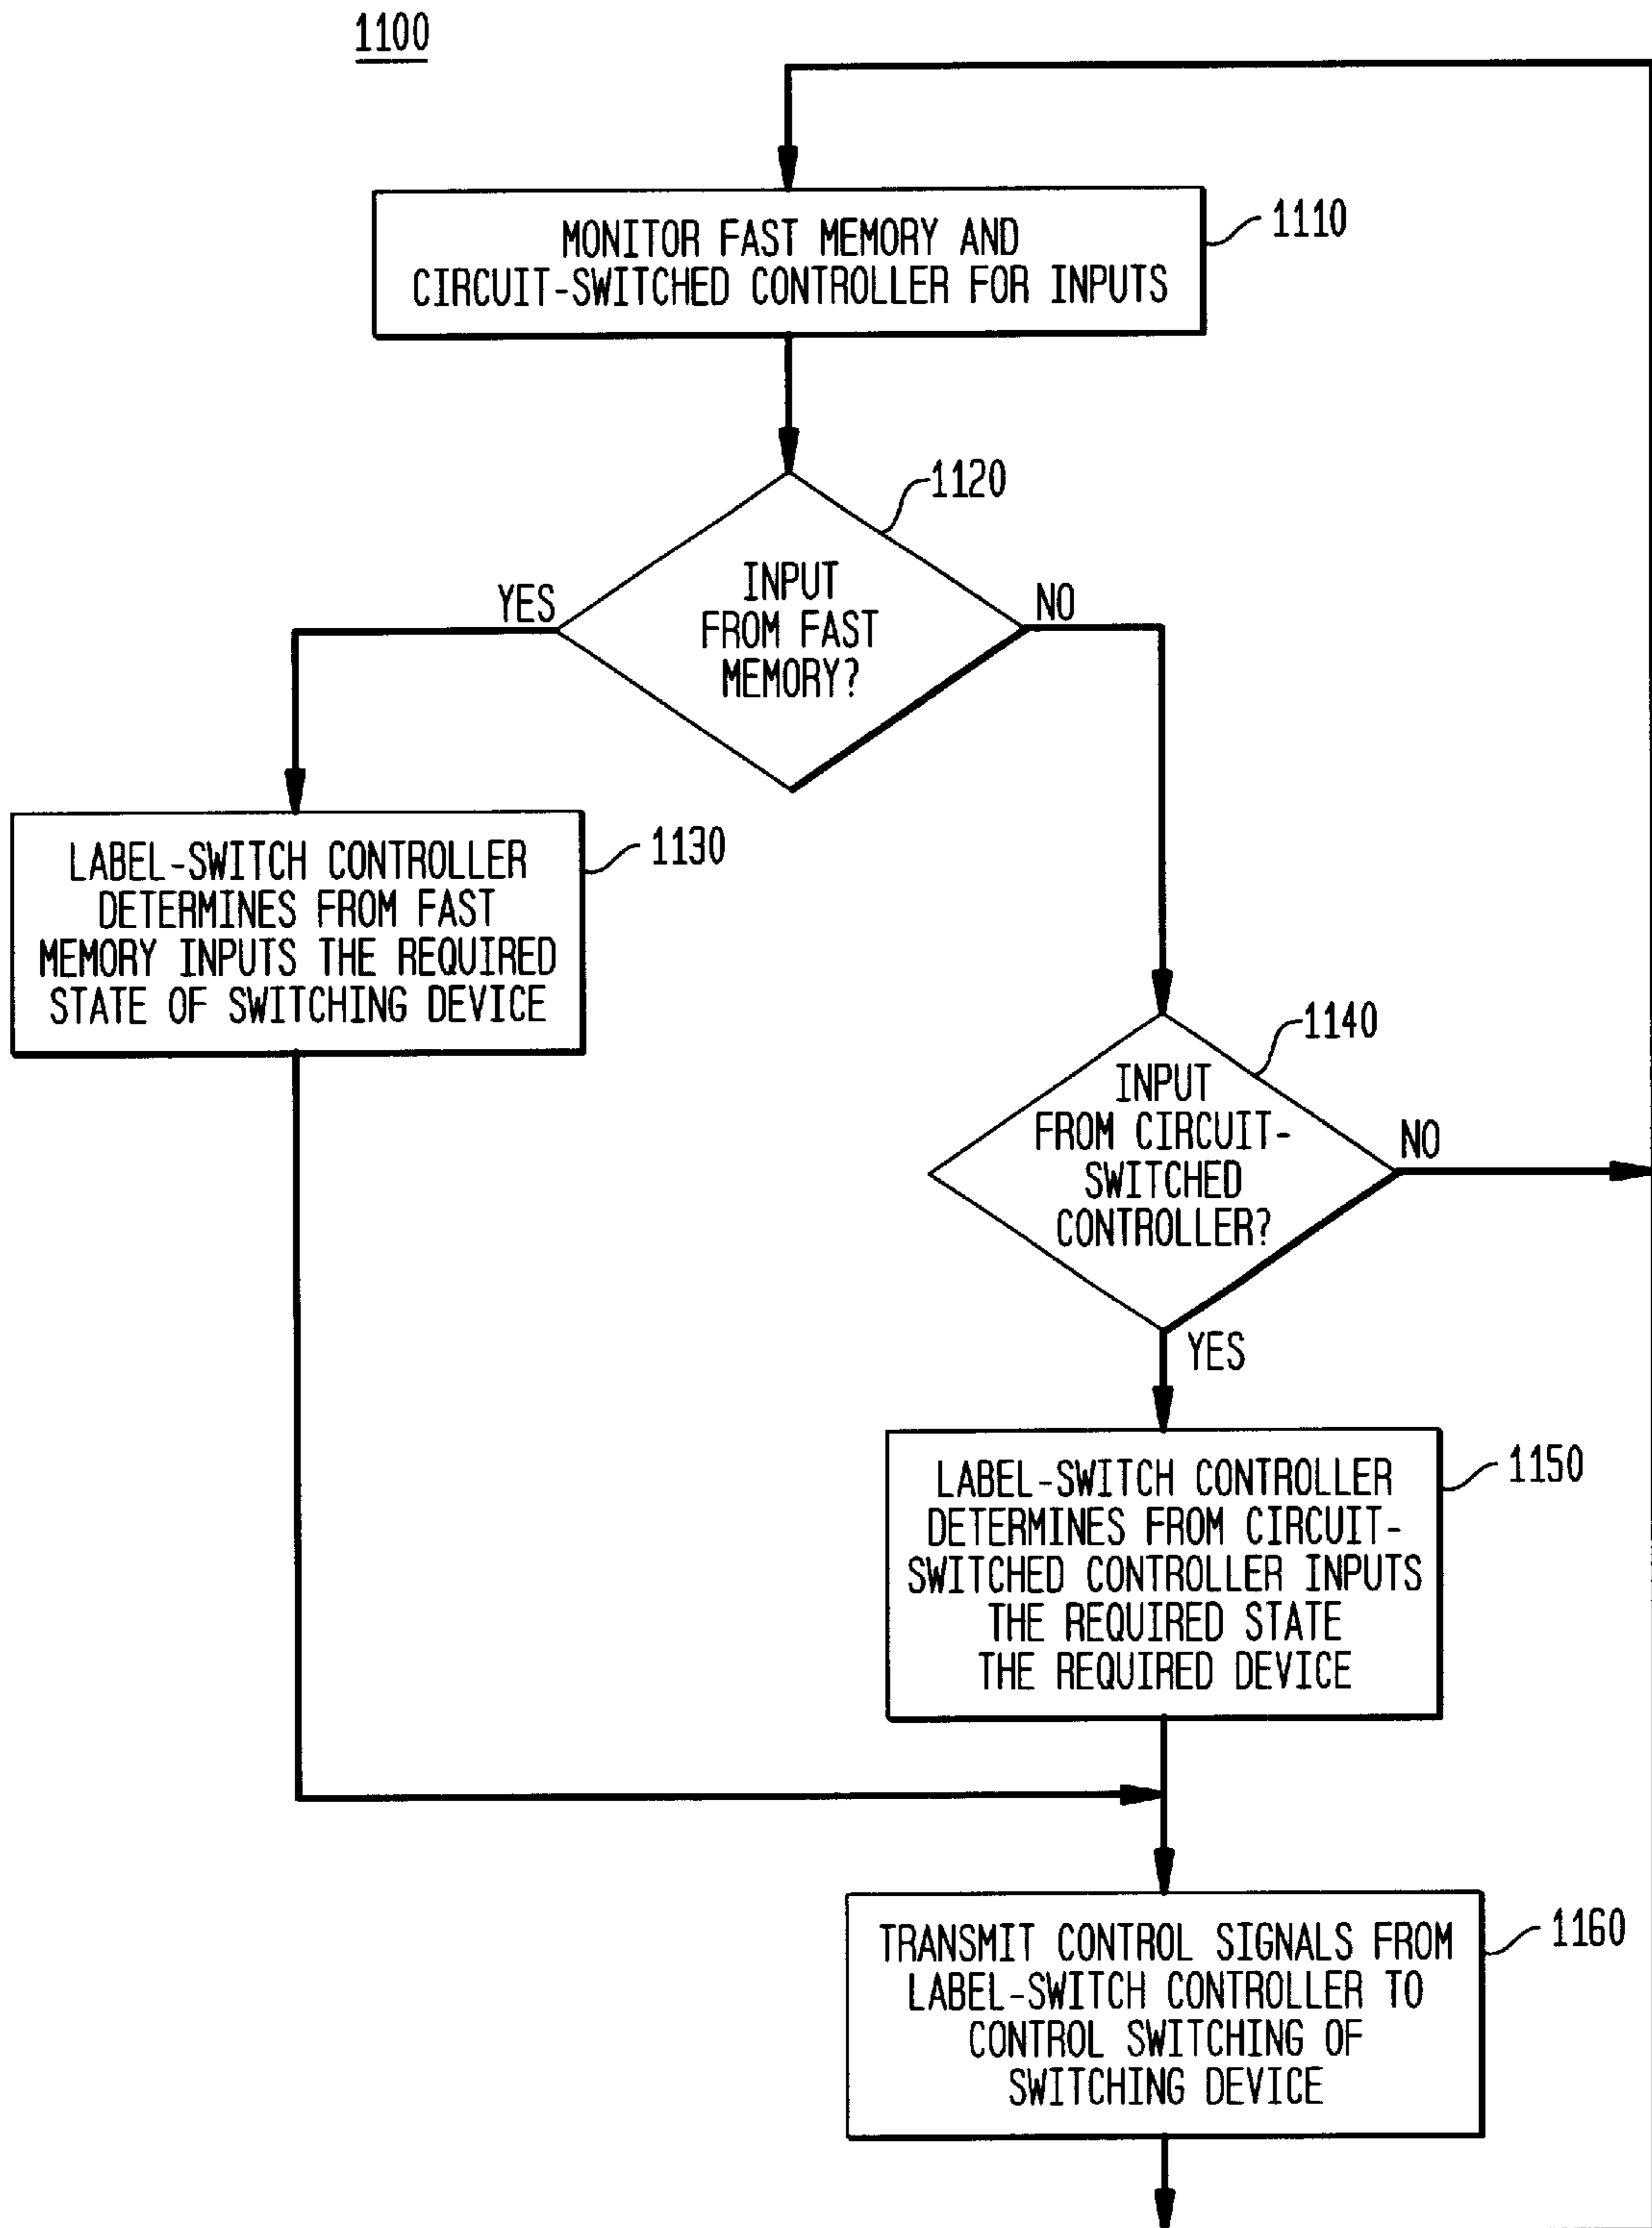 1100
MONITOR FAST MEMORY AND
CIRCUIT-SWITCHED CONTROLLER FOR INPUTS
1110
1120
INPUT
FROM FAST
MEMORY?
YES
NO
LABEL-SWITCH CONTROLLER
DETERMINES FROM FAST
MEMORY INPUTS THE REQUIRED
STATE OF SWITCHING DEVICE
1130
1140
INPUT
FROM CIRCUIT-
SWITCHED
CONTROLLER?
NO
YES
LABEL-SWITCH CONTROLLER
DETERMINES FROM CIRCUIT-
SWITCHED CONTROLLER INPUTS
THE REQUIRED STATE
THE REQUIRED DEVICE
1150
TRANSMIT CONTROL SIGNALS FROM
LABEL-SWITCH CONTROLLER TO
CONTROL SWITCHING OF
SWITCHING DEVICE
1160